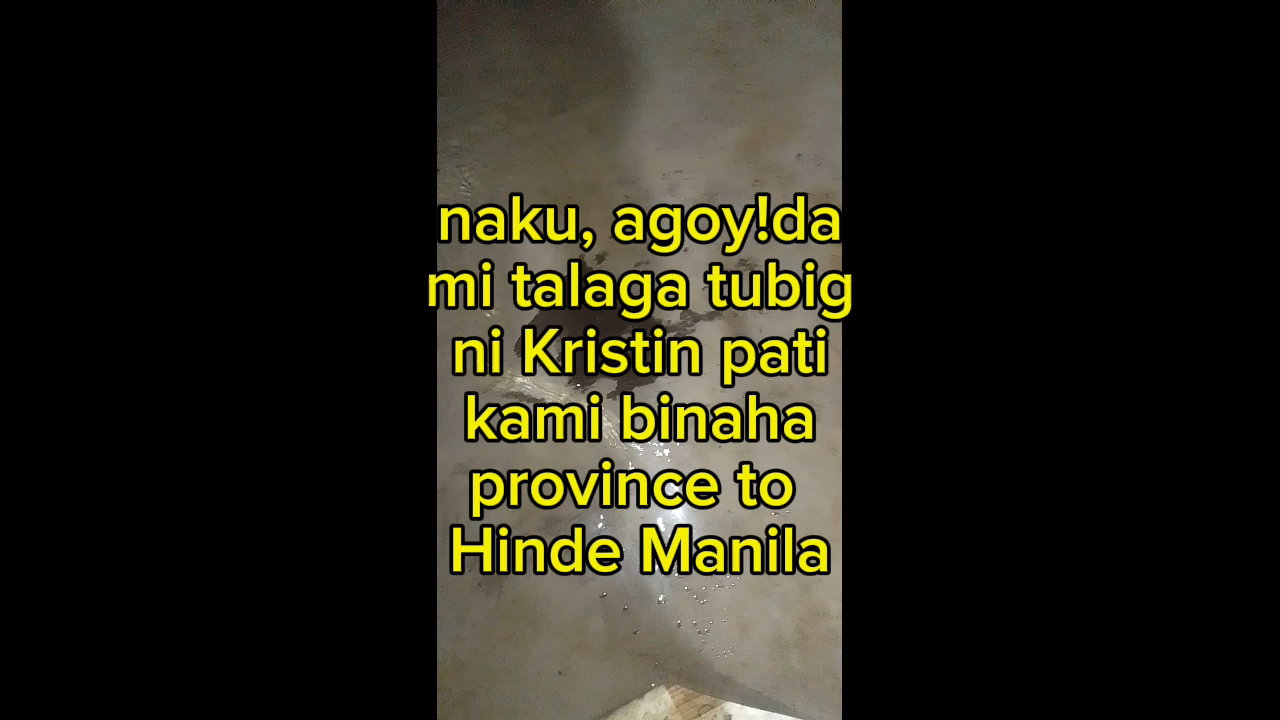 naku, agoy!da
mi talaga tubig
ni Kristin pati
kami binaha
province to
Hinde Manila